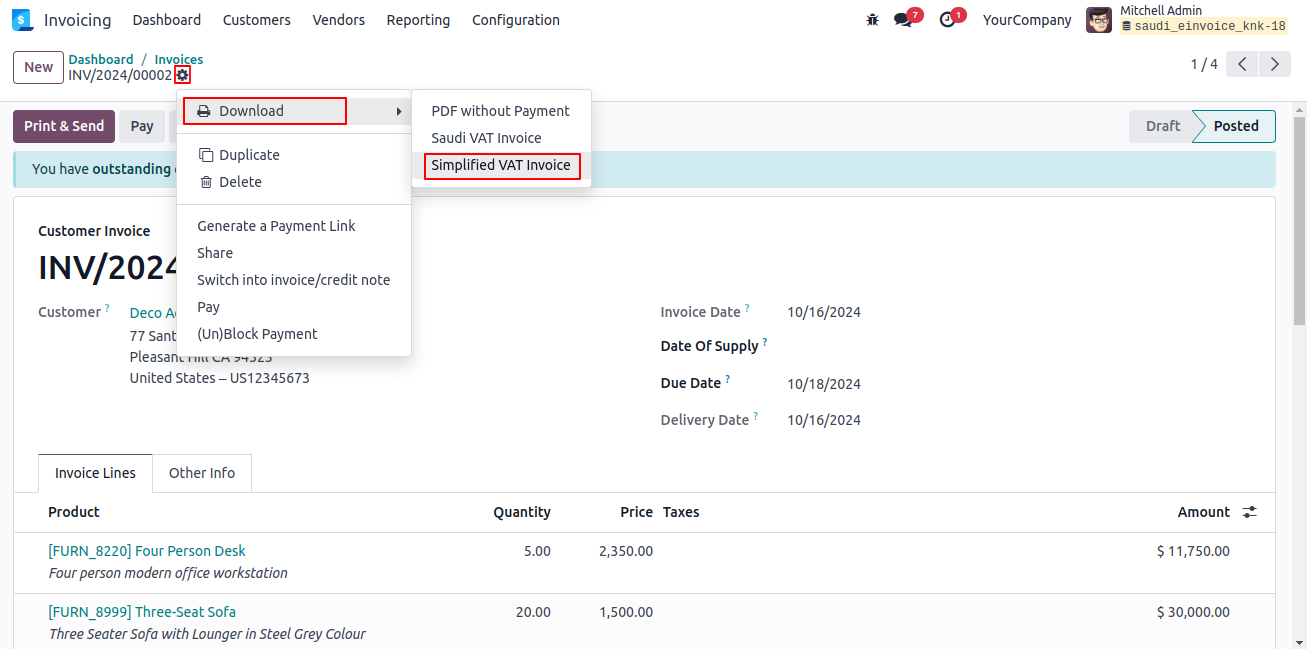 Invoicing Dashboard Customers Vendors Reporting Configuration 7 1 YourCompany Mitchell Admin
saudi_einvoice_knk-18
New Dashboard / Invoices
INV/2024/00002 1 / 4
Print & Send Pay Draft Posted
Download
Duplicate
Delete
Generate a Payment Link
Share
Switch into invoice/credit note
Pay
(Un)Block Payment
PDF without Payment
Saudi VAT Invoice
Simplified VAT Invoice
You have outstanding
Customer Invoice
INV/2024
Customer ? Deco
77 Sant
Pleasant Hill CA 94523
United States – US12345673
Invoice Date ? 10/16/2024
Date Of Supply ?
Due Date ? 10/18/2024
Delivery Date ? 10/16/2024
Invoice Lines Other Info
Product Quantity Price Taxes Amount
[FURN_8220] Four Person Desk 5.00 2,350.00 $ 11,750.00
Four person modern office workstation
[FURN_8999] Three-Seat Sofa 20.00 1,500.00 $ 30,000.00
Three Seater Sofa with Lounger in Steel Grey Colour